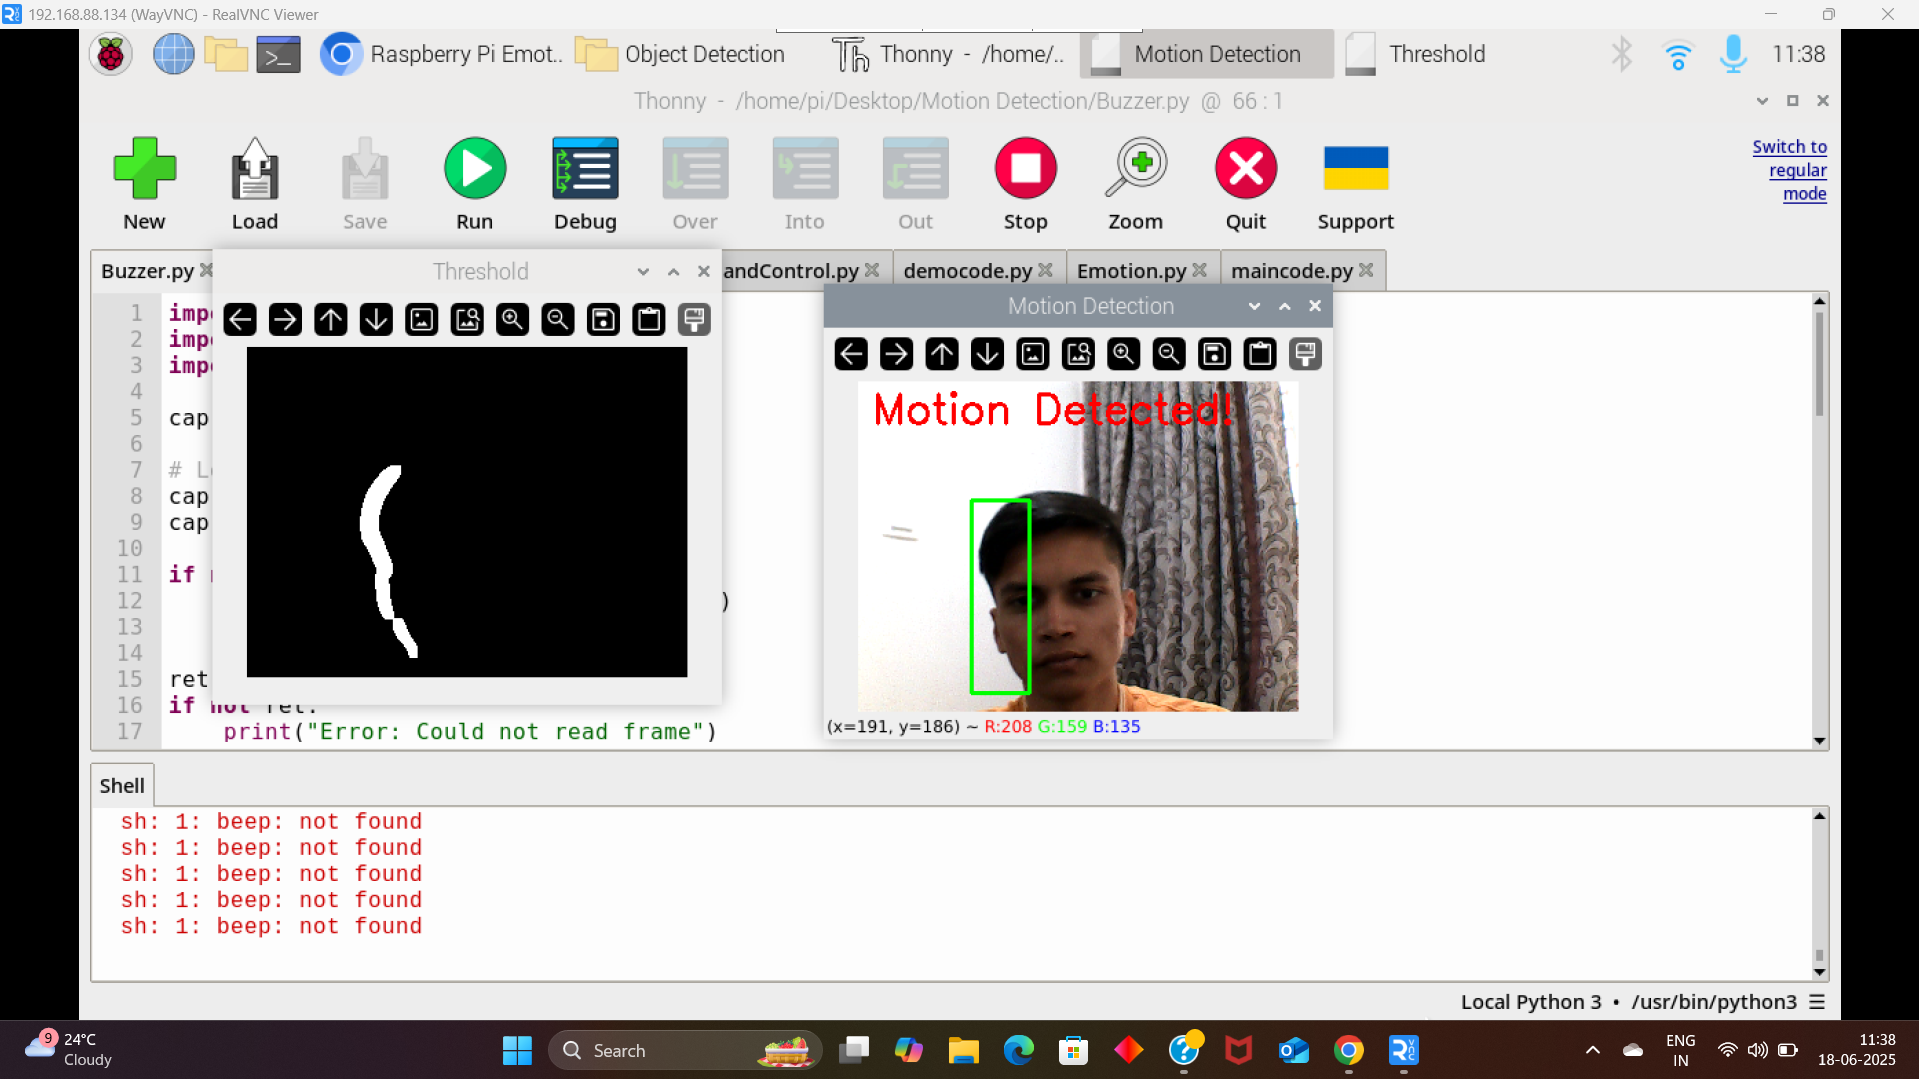 192.168.88.134 (WayVNC) - RealVNC Viewer
Raspberry Pi Emot.. Object Detection Thonny - /home/.. Motion Detection Threshold 11:38
Thonny - /home/pi/Desktop/Motion Detection/Buzzer.py @ 66 : 1
Switch to
regular
mode
New Load Save Run Debug Over Into Out Stop Zoom Quit Support
Buzzer.py andControl.py democode.py Emotion.py maincode.py
Threshold
Motion Detection
1 imp
2 imp
3 imp
4
5 cap
6
7 # L
8 cap
9 cap
10
11 if
12 )
13
14
15 ret
16 if not ret:
17 print("Error: Could not read frame")
Motion Detected!
(x=191, y=186) ~ R:208 G:159 B:135
Shell
sh: 1: beep: not found
sh: 1: beep: not found
sh: 1: beep: not found
sh: 1: beep: not found
sh: 1: beep: not found
Local Python 3 • /usr/bin/python3 ☰
9
24°C
Cloudy
Search
ENG
IN
11:38
18-06-2025